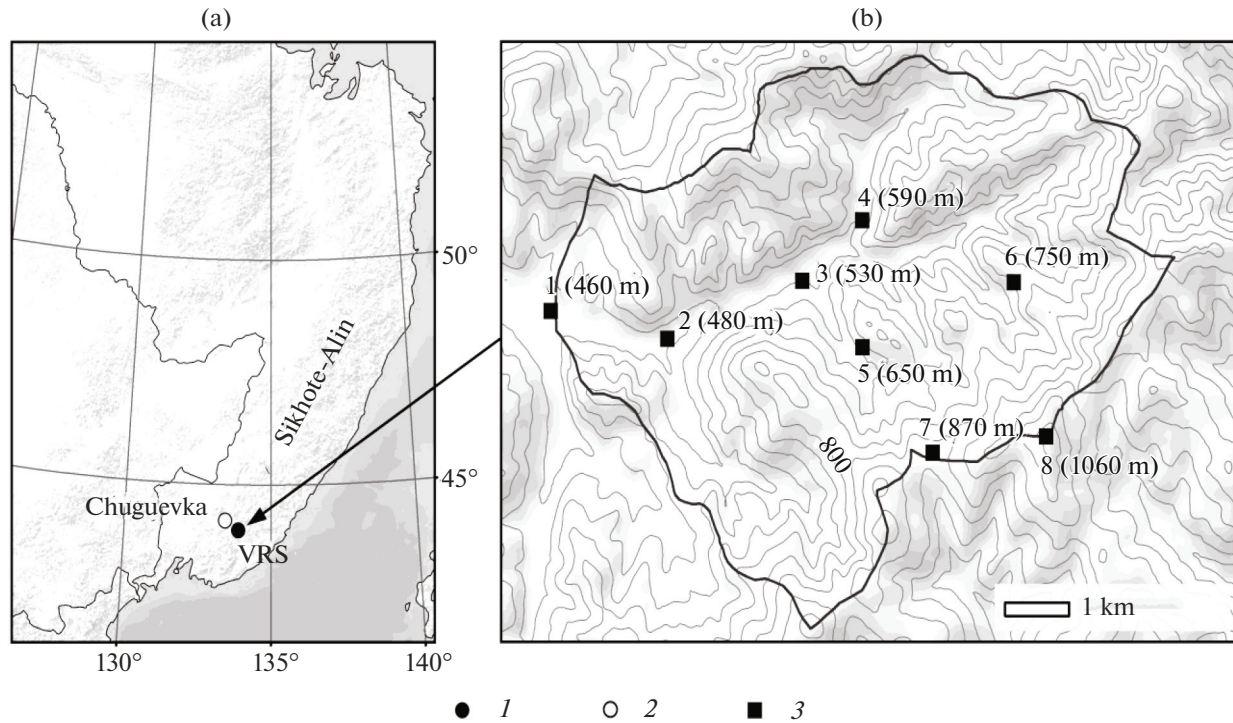 (a)
50°
45°
Sikhote-Alin
Chuguevka
VRS
130°
135°
140°
(b)
4 (590 m)
6 (750 m)
3 (530 m)
1 (460 m)
2 (480 m)
5 (650 m)
7 (870 m)
800
8 (1060 m)
1 km
1 2 3